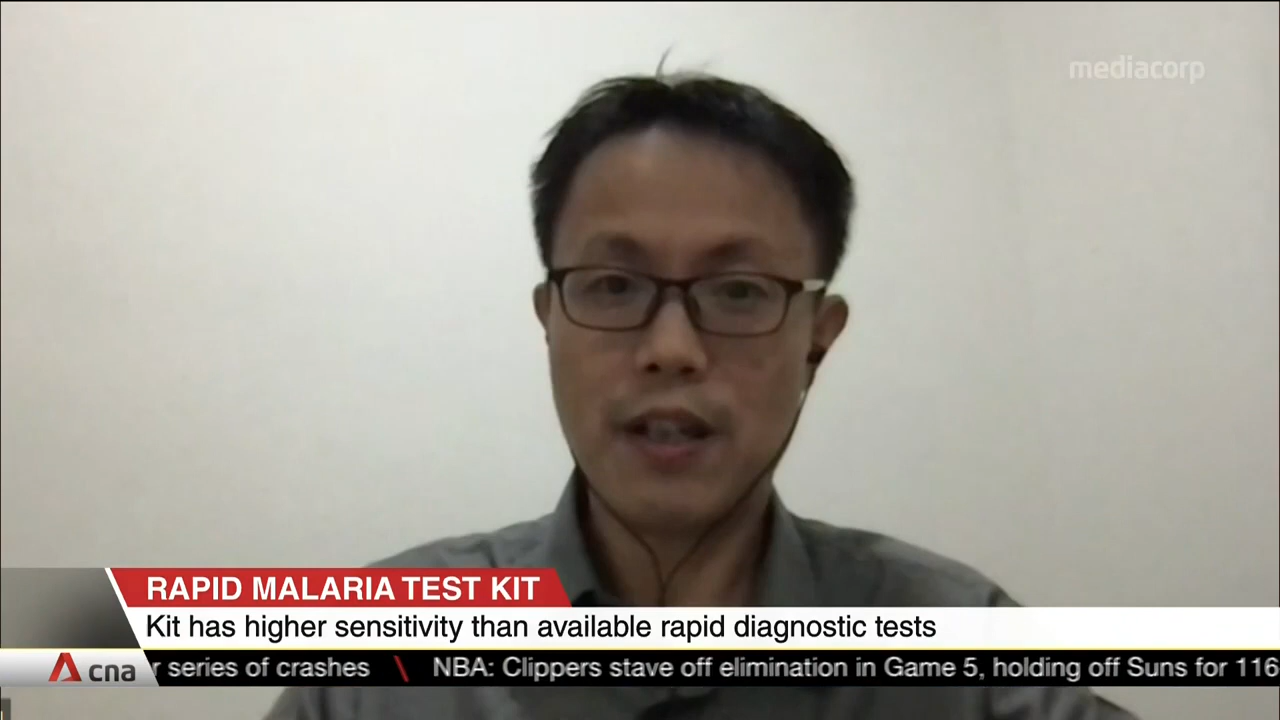 mediacorp
RAPID MALARIA TEST KIT
Kit has higher sensitivity than available rapid diagnostic tests
cna r series of crashes \ NBA: Clippers stave off elimination in Game 5, holding off Suns for 116